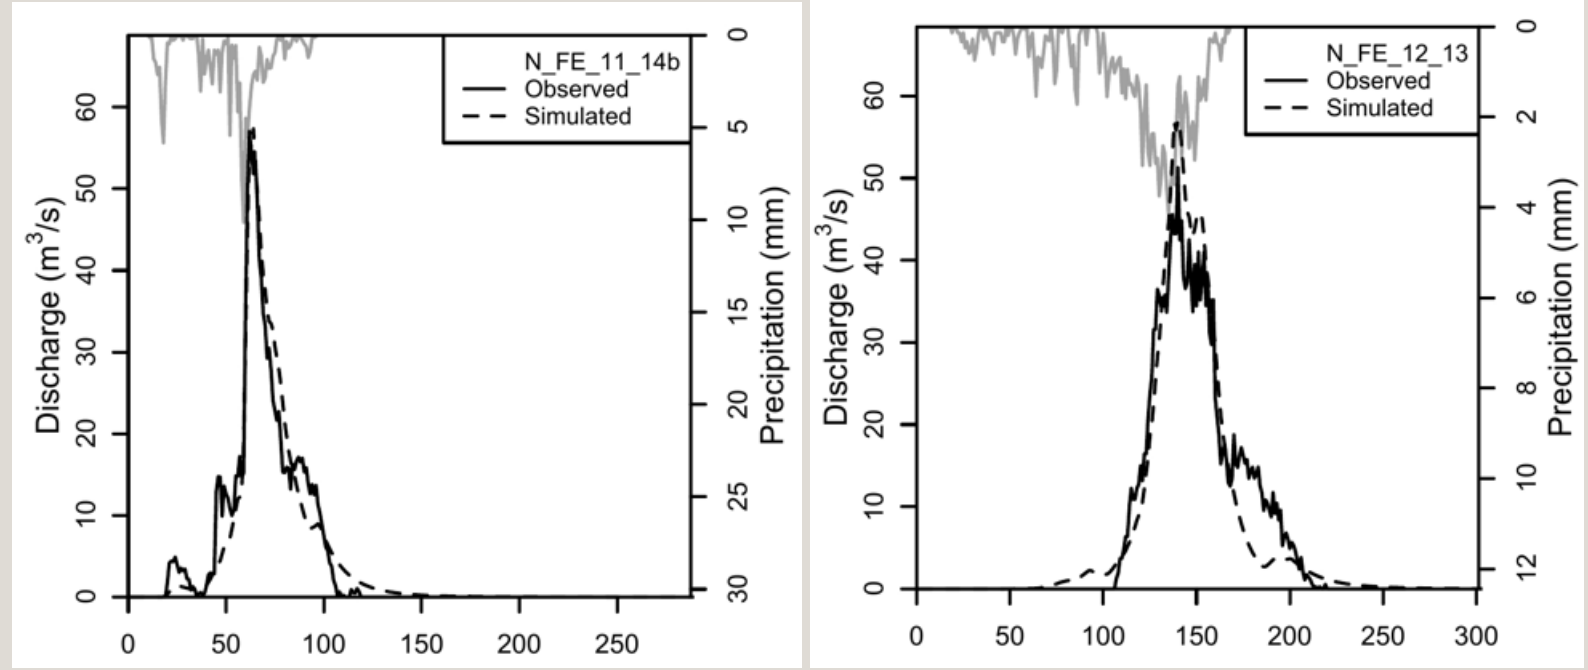 N_FE_11_14b
Observed
Simulated
Discharge (m³/s)
0
10
20
30
40
50
60
Precipitation (mm)
0
5
10
15
20
25
30
0 50 100 150 200 250
N_FE_12_13
Observed
Simulated
Discharge (m³/s)
0
10
20
30
40
50
60
Precipitation (mm)
0
2
4
6
8
10
12
0 50 100 150 200 250 300